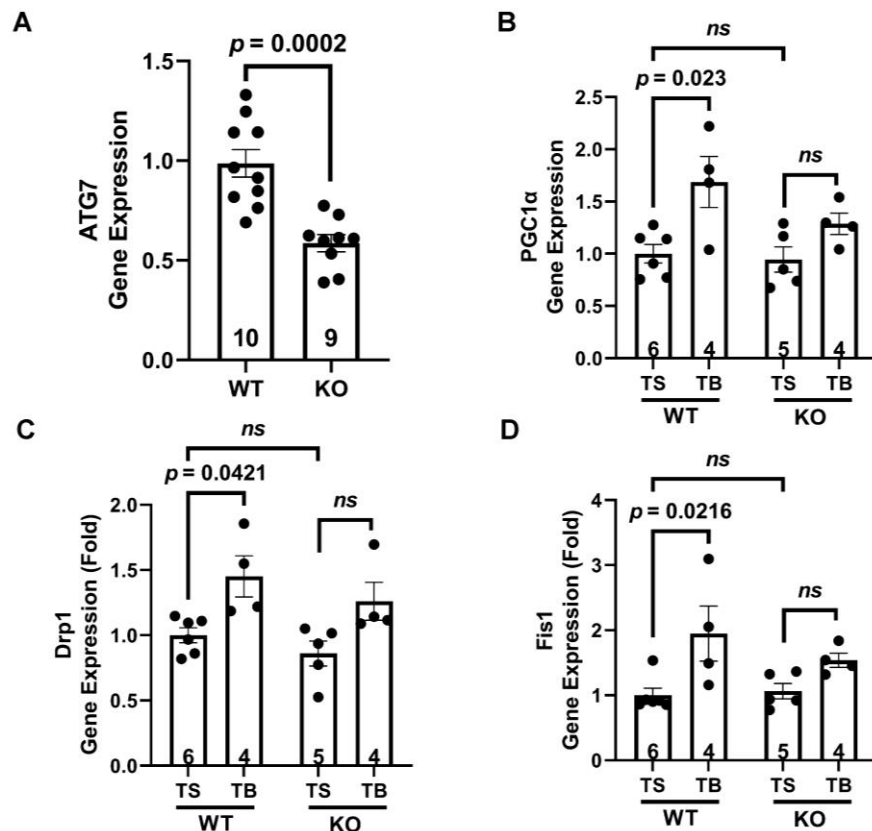 A
p = 0.0002
ATG7
Gene Expression
1.5
1.0
0.5
0.0
10 9
WT KO
B
ns
p = 0.023
ns
PGC1α
Gene Expression
2.5
2.0
1.5
1.0
0.5
0.0
6 4 5 4
TS TB TS TB
WT KO
C
ns
p = 0.0421
ns
Drp1
Gene Expression (Fold)
2.0
1.5
1.0
0.5
0.0
6 4 5 4
TS TB TS TB
WT KO
D
ns
p = 0.0216
ns
Fis1
Gene Expression (Fold)
4
3
2
1
0
6 4 5 4
TS TB TS TB
WT KO